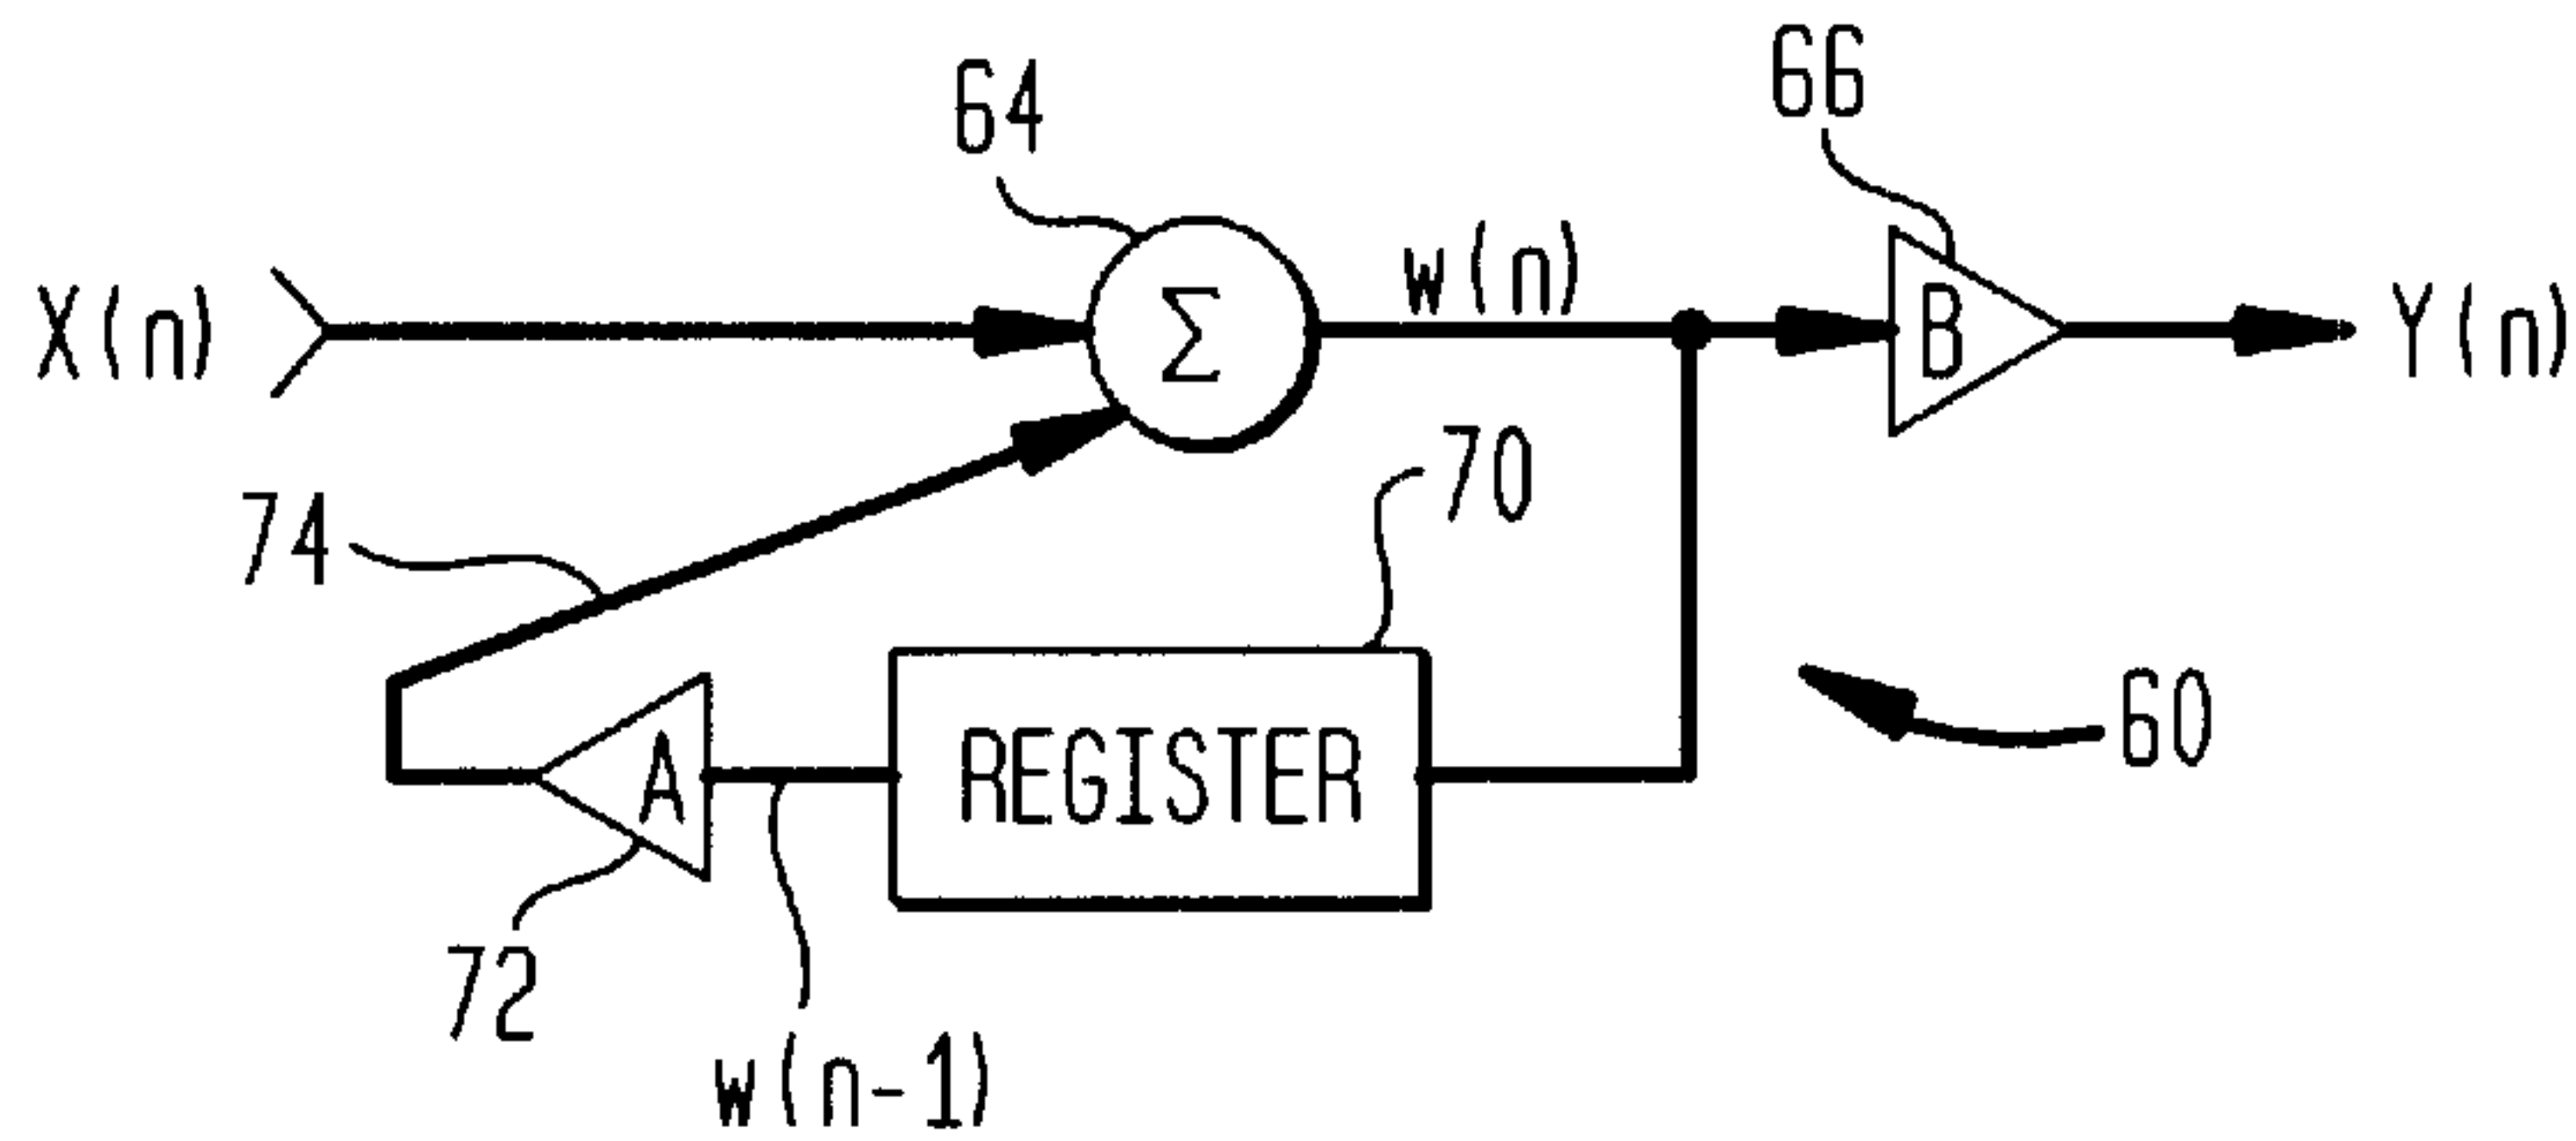 64
66
X(n)
Σ
w(n)
B
Y(n)
74
70
A
REGISTER
60
72
w(n-1)